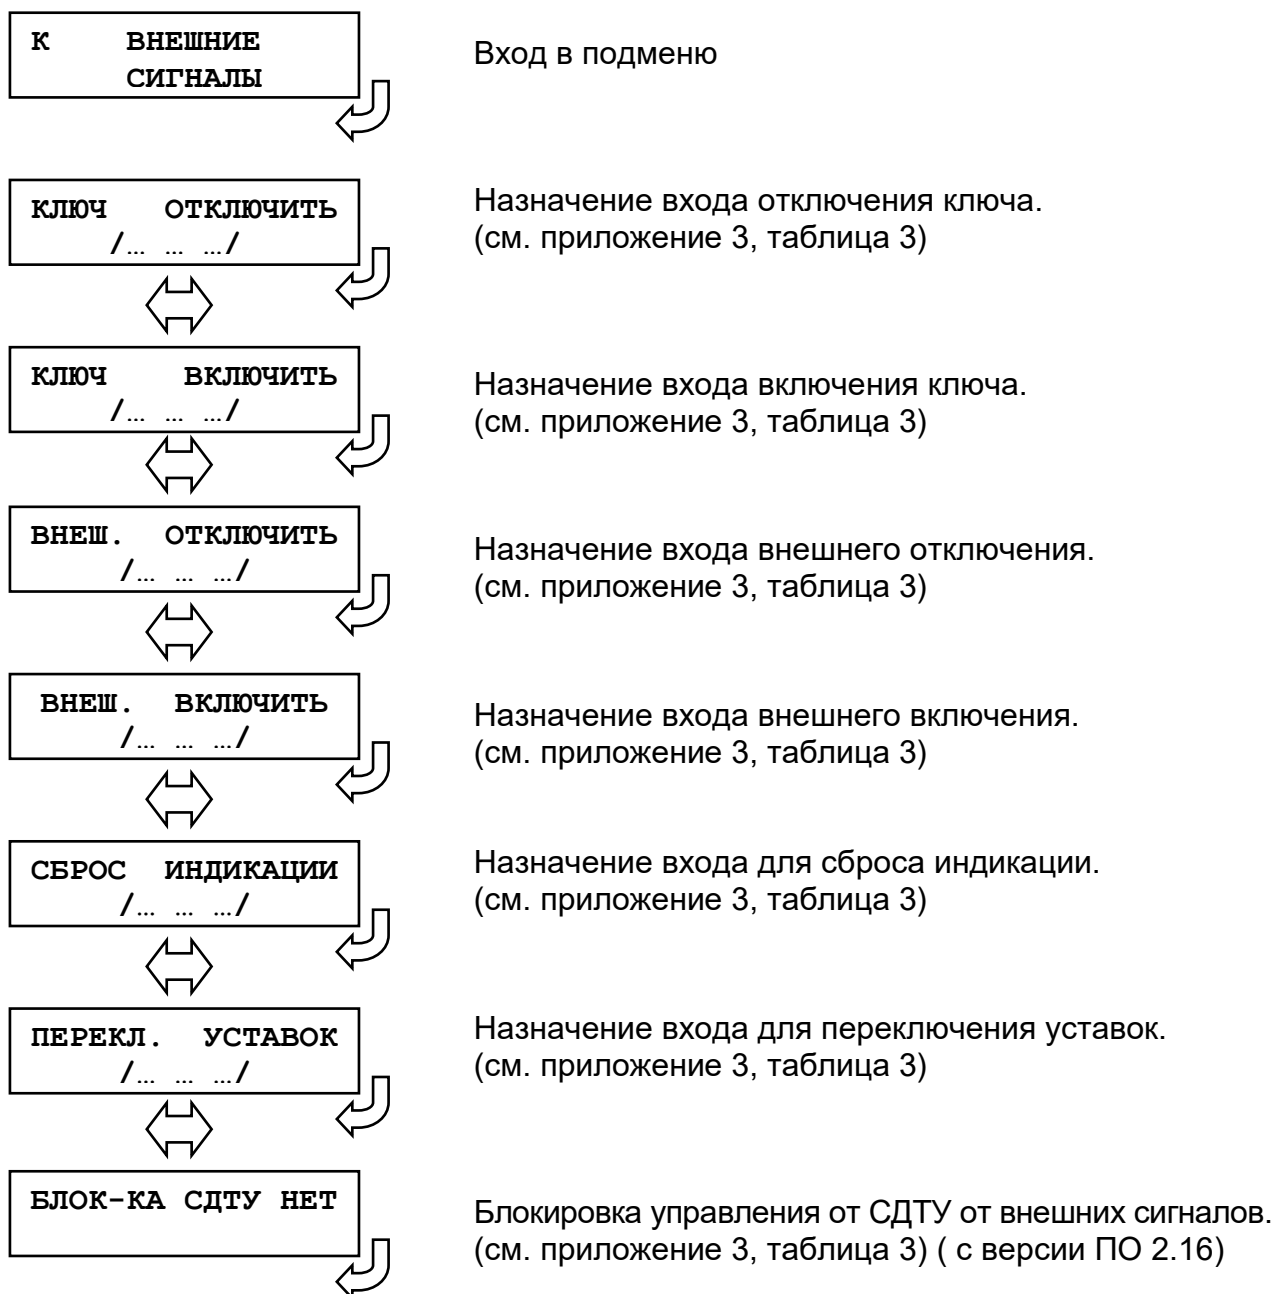 К ВНЕШНИЕ
СИГНАЛЫ
Вход в подменю
КЛЮЧ ОТКЛЮЧИТЬ
/… … …/
Назначение входа отключения ключа.
(см. приложение 3, таблица 3)
КЛЮЧ ВКЛЮЧИТЬ
/… … …/
Назначение входа включения ключа.
(см. приложение 3, таблица 3)
ВНЕШ. ОТКЛЮЧИТЬ
/… … …/
Назначение входа внешнего отключения.
(см. приложение 3, таблица 3)
ВНЕШ. ВКЛЮЧИТЬ
/… … …/
Назначение входа внешнего включения.
(см. приложение 3, таблица 3)
СБРОС ИНДИКАЦИИ
/… … …/
Назначение входа для сброса индикации.
(см. приложение 3, таблица 3)
ПЕРЕКЛ. УСТАВОК
/… … …/
Назначение входа для переключения уставок.
(см. приложение 3, таблица 3)
БЛОК-КА СДТУ НЕТ
Блокировка управления от СДТУ от внешних сигналов.
(см. приложение 3, таблица 3) ( с версии ПО 2.16)